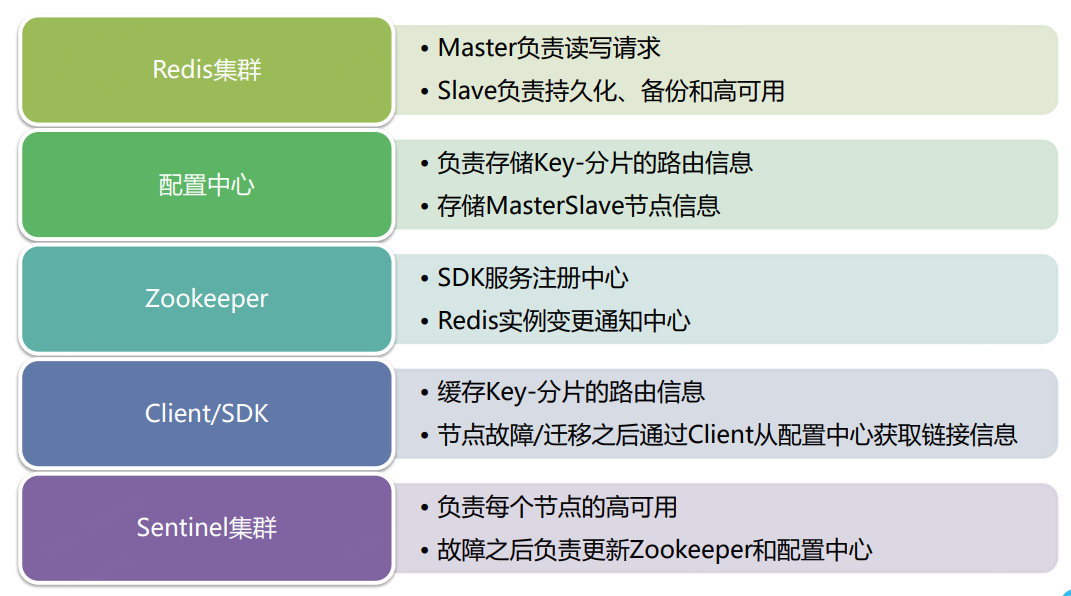 Redis集群
• Master负责读写请求
• Slave负责持久化、备份和高可用
配置中心
• 负责存储Key-分片的路由信息
• 存储MasterSlave节点信息
Zookeeper
• SDK服务注册中心
• Redis实例变更通知中心
Client/SDK
• 缓存Key-分片的路由信息
• 节点故障/迁移之后通过Client从配置中心获取链接信息
Sentinel集群
• 负责每个节点的高可用
• 故障之后负责更新Zookeeper和配置中心